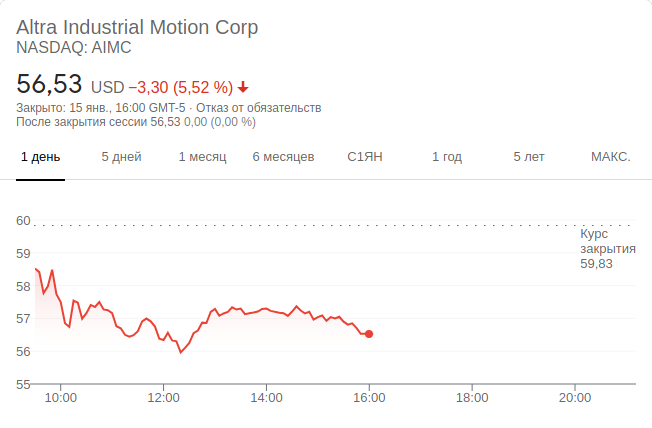 Altra Industrial Motion Corp
NASDAQ: AIMC
56,53 USD −3,30 (5,52 %)
Закрыто: 15 янв., 16:00 GMT-5 · Отказ от обязательств
После закрытия сессии 56,53 0,00 (0,00 %)
1 день 5 дней 1 месяц 6 месяцев С1ЯН 1 год 5 лет МАКС.
60
Курс
закрытия
59,83
59
58
57
56
55
10:00 12:00 14:00 16:00 18:00 20:00